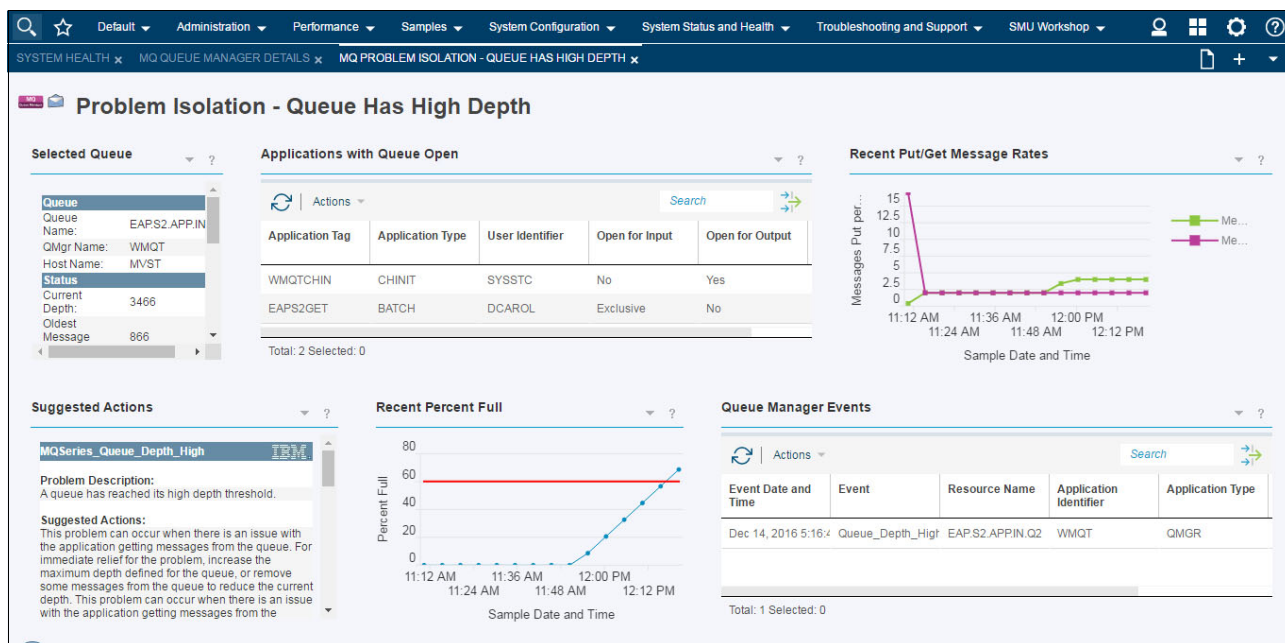 Default Administration Performance Samples System Configuration System Status and Health Troubleshooting and Support SMU Workshop
SYSTEM HEALTH x MQ QUEUE MANAGER DETAILS x MQ PROBLEM ISOLATION - QUEUE HAS HIGH DEPTH x
MQ
Problem Isolation - Queue Has High Depth
Selected Queue ?
Queue
Queue
Name: EAP.S2.APP.IN
QMgr Name: WMQT
Host Name: MVST
Status
Current
Depth: 3466
Oldest
Message 866
Applications with Queue Open ?
Actions Search
Application Tag Application Type User Identifier Open for Input Open for Output
WMQTCHIN CHINIT SYSSTC No Yes
EAPS2GET BATCH DCAROL Exclusive No
Total: 2 Selected: 0
Recent Put/Get Message Rates ?
Messages Put per...
15
12.5
10
7.5
5
2.5
0
11:12 AM 11:36 AM 12:00 PM
11:24 AM 11:48 AM 12:12 PM
Sample Date and Time
Me...
Me...
Suggested Actions ?
MQSeries_Queue_Depth_High IBM
Problem Description:
A queue has reached its high depth threshold.
Suggested Actions:
This problem can occur when there is an issue with
the application getting messages from the queue. For
immediate relief for the problem, increase the
maximum depth defined for the queue, or remove
some messages from the queue to reduce the current
depth. This problem can occur when there is an issue
with the application getting messages from the
Recent Percent Full ?
Percent Full
80
60
40
20
0
11:12 AM 11:36 AM 12:00 PM
11:24 AM 11:48 AM 12:12 PM
Sample Date and Time
Queue Manager Events ?
Actions Search
Event Date and
Time Event Resource Name Application
Identifier Application Type
Dec 14, 2016 5:16:4 Queue_Depth_High EAP.S2.APP.IN.Q2 WMQT QMGR
Total: 1 Selected: 0